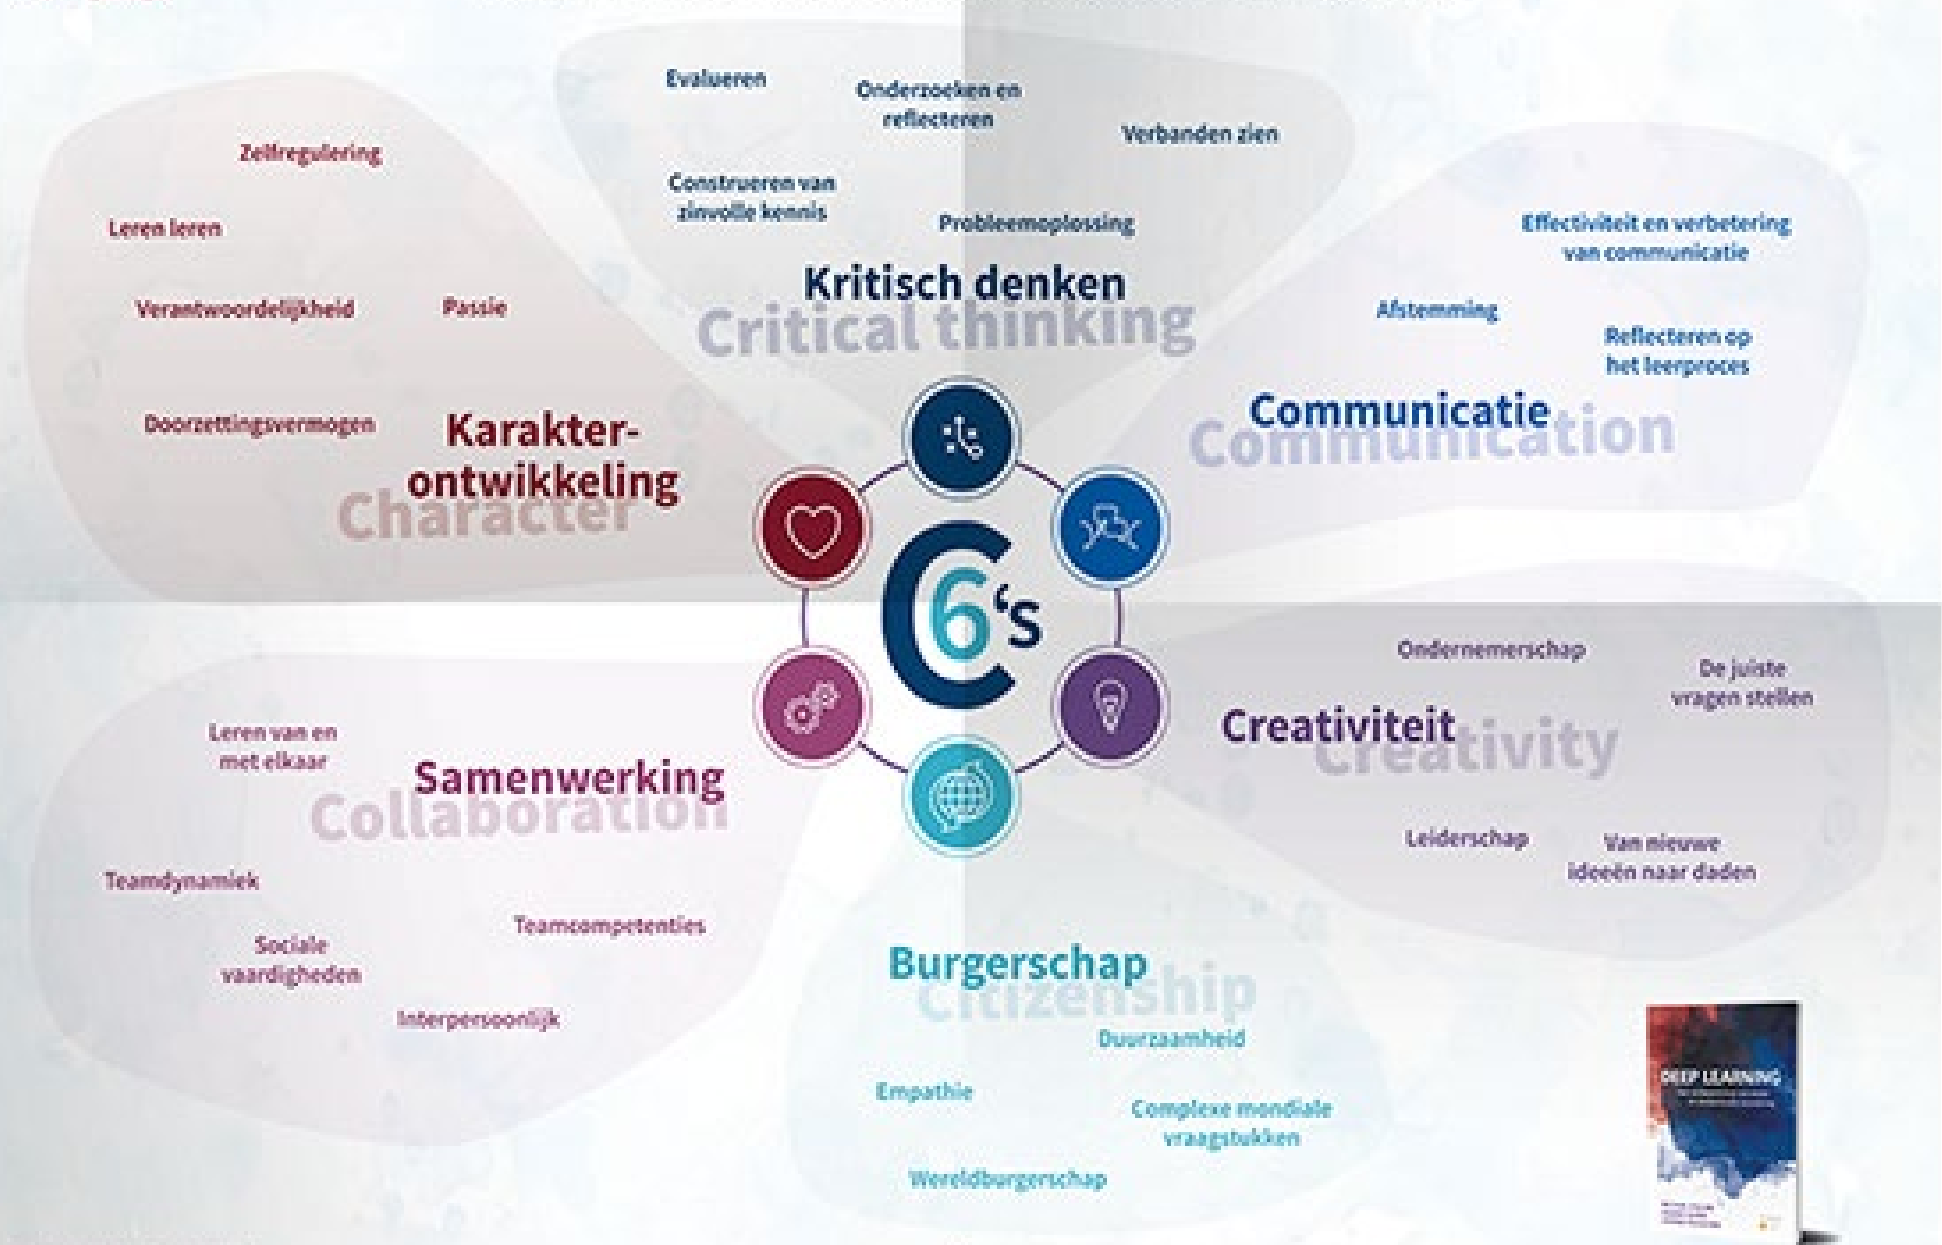 Evalueren
Onderzoeken en
reflecteren
Verbanden zien
Construeren van
zinvolle kennis
Probleemoplossing
Kritisch denken
Critical thinking
Zelfregulering
Leren leren
Verantwoordelijkheid
Passie
Doorzettingsvermogen
Karakter-
ontwikkeling
Character
Effectiviteit en verbetering
van communicatie
Afstemming
Reflecteren op
het leerproces
Communicatie
Communication
C6's
Ondernemerschap
De juiste
vragen stellen
Creativiteit
Creativity
Leiderschap
Van nieuwe
ideeën naar daden
Leren van en
met elkaar
Samenwerking
Collaboration
Teamdynamiek
Teamcompetenties
Sociale
vaardigheden
Interpersoonlijk
Burgerschap
Citizenship
Duurzaamheid
Empathie
Complexe mondiale
vraagstukken
Wereldburgerschap
DEEP LEARNING